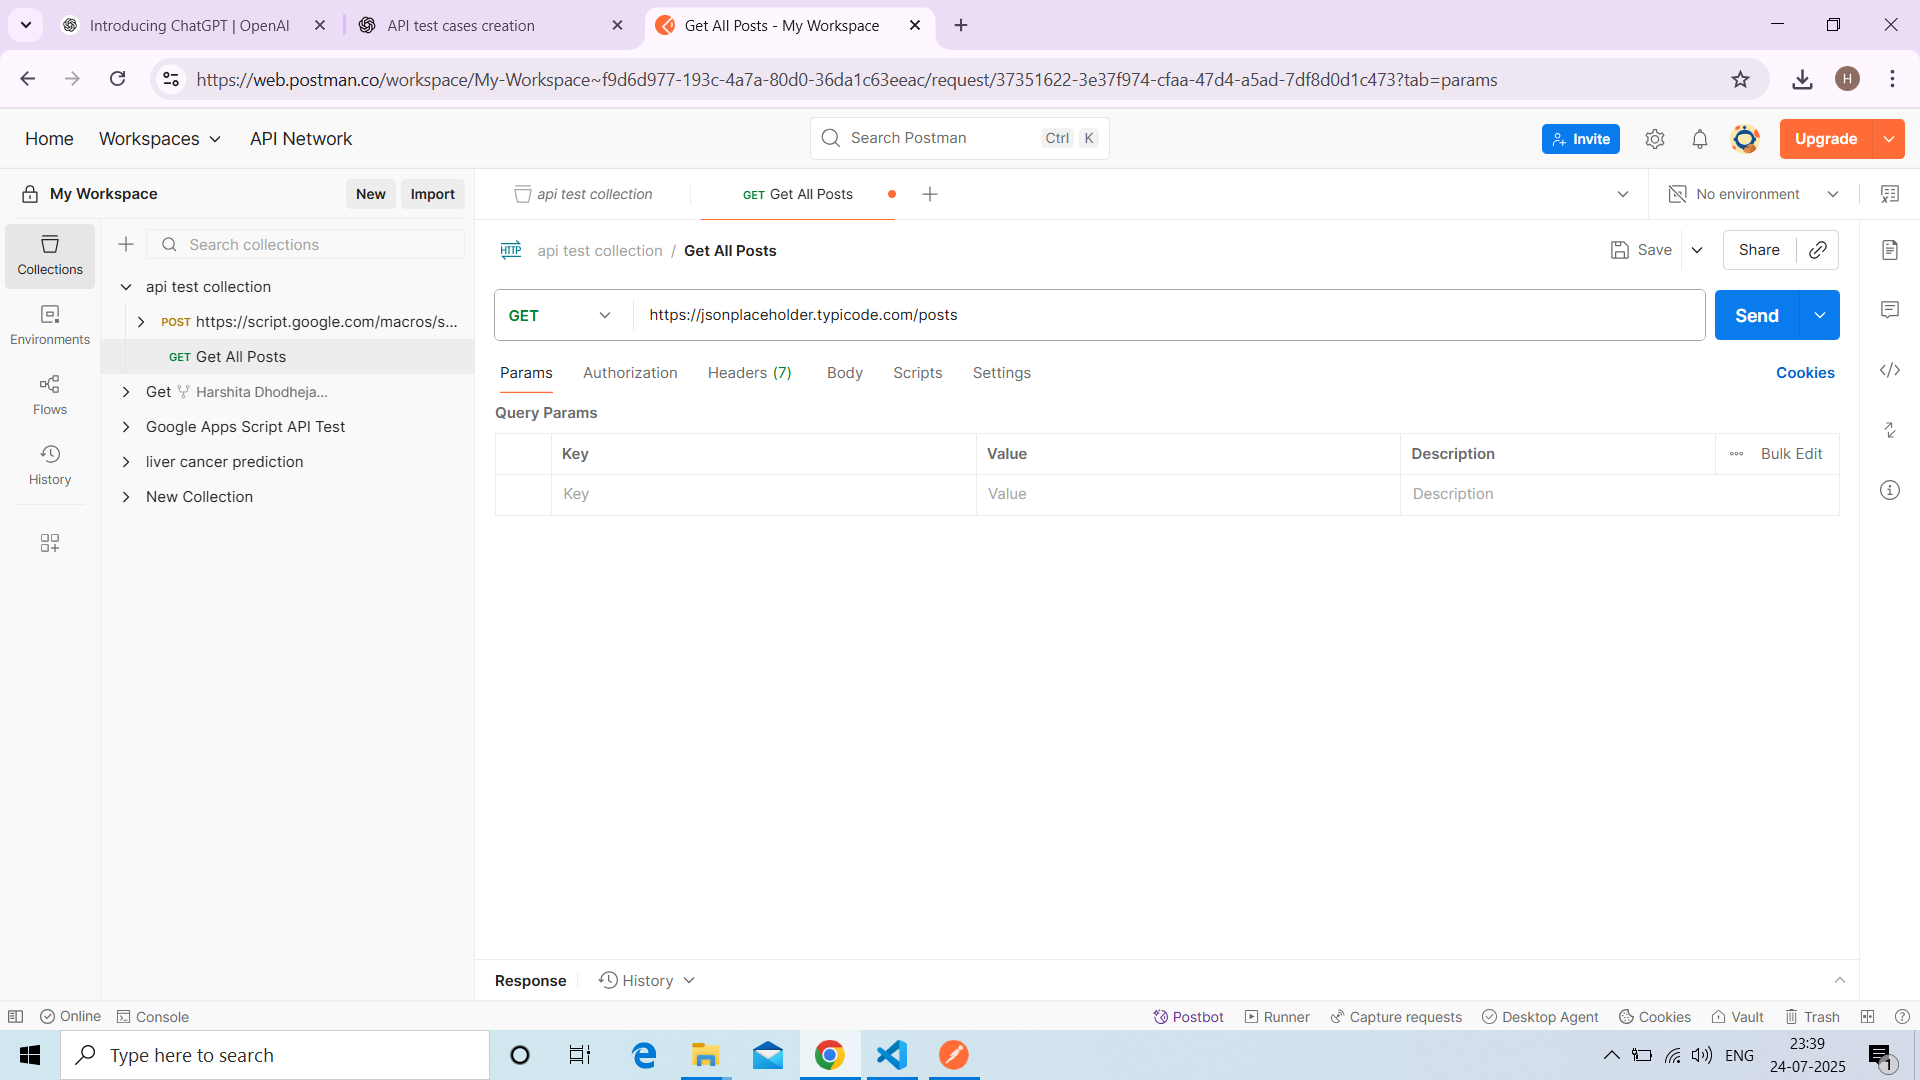 Introducing ChatGPT | OpenAI
API test cases creation
Get All Posts - My Workspace
https://web.postman.co/workspace/My-Workspace~f9d6d977-193c-4a7a-80d0-36da1c63eeac/request/37351622-3e37f974-cfaa-47d4-a5ad-7df8d0d1c473?tab=params
H
Home
Workspaces
API Network
Search Postman
Ctrl
K
Invite
Upgrade
My Workspace
New
Import
api test collection
GET Get All Posts
No environment
Collections
Environments
Flows
History
Search collections
api test collection
POST https://script.google.com/macros/s...
GET Get All Posts
Get Harshita Dhodheja...
Google Apps Script API Test
liver cancer prediction
New Collection
HTTP
api test collection / Get All Posts
Save
Share
GET
https://jsonplaceholder.typicode.com/posts
Send
Params
Authorization
Headers (7)
Body
Scripts
Settings
Cookies
Query Params
Key
Value
Description
Bulk Edit
Key
Value
Description
Response
History
Online
Console
Postbot
Runner
Capture requests
Desktop Agent
Cookies
Vault
Trash
Type here to search
ENG
23:39
24-07-2025
1